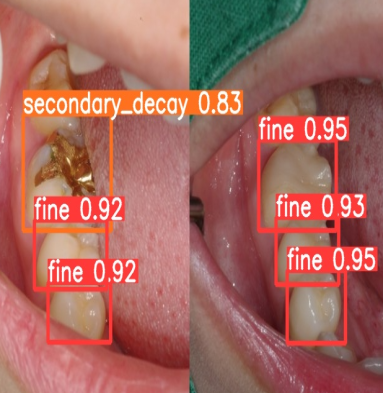 secondary_decay 0.83
fine 0.92
fine 0.92
fine 0.95
fine 0.93
fine 0.95